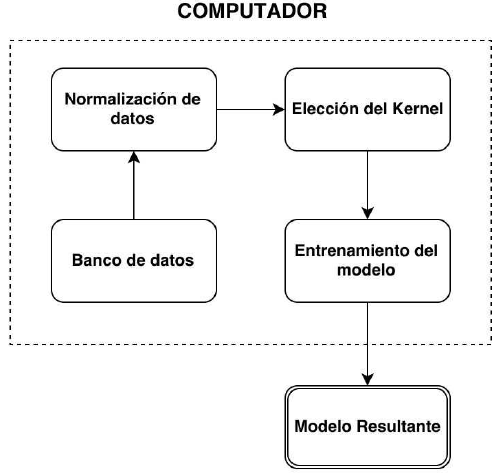 COMPUTADOR
Normalización de
datos
Elección del Kernel
Banco de datos
Entrenamiento del
modelo
Modelo Resultante